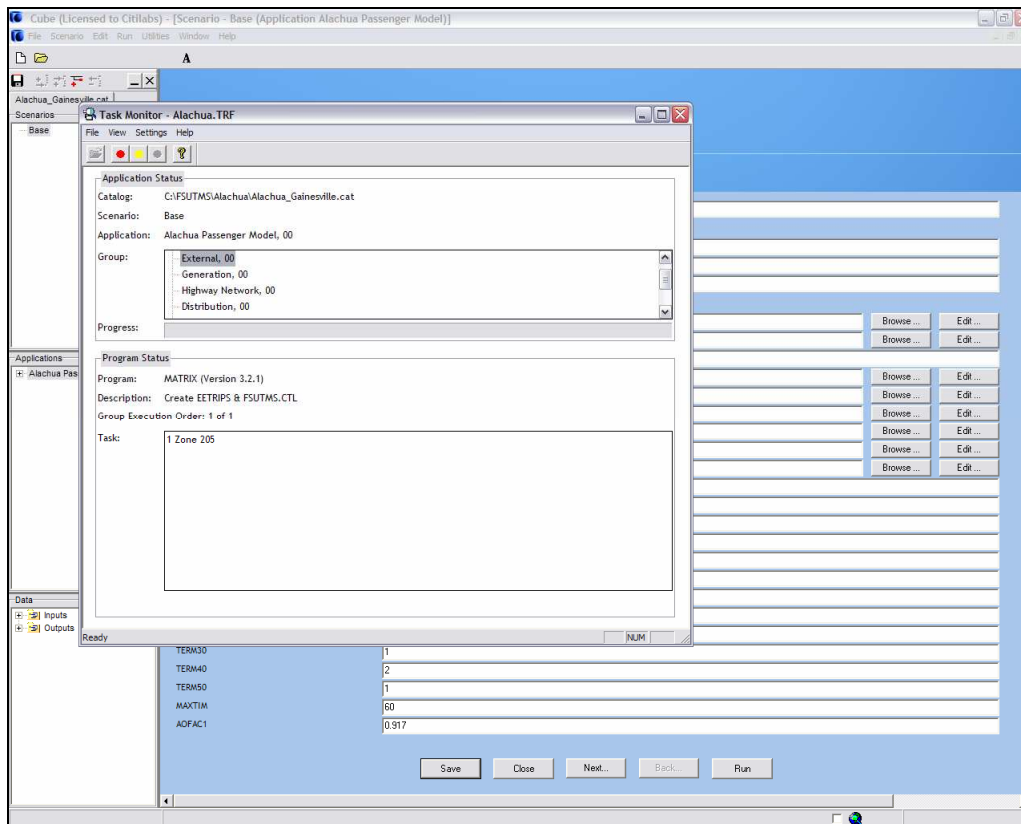 Cube (Licensed to Citilabs) - [Scenario - Base (Application Alachua Passenger Model)]
File Scenario Edit Run Utilities Window Help
A
Alachua_Gainesville.cat
Scenarios
Base
Task Monitor - Alachua.TRF
File View Settings Help
Application Status
Catalog: C:\FSUTMS\Alachua\Alachua_Gainesville.cat
Scenario: Base
Application: Alachua Passenger Model, 00
Group: External, 00
Generation, 00
Highway Network, 00
Distribution, 00
Progress:
Program Status
Program: MATRIX (Version 3.2.1)
Description: Create EETRIPS & FSUTMS.CTL
Group Execution Order: 1 of 1
Task: 1 Zone 205
Ready NUM
Browse ... Edit ...
Browse ... Edit ...
Browse ... Edit ...
Browse ... Edit ...
Browse ... Edit ...
Browse ... Edit ...
Browse ... Edit ...
Browse ... Edit ...
Applications
Alachua Pas
Data
Inputs
Outputs
TERM30 1
TERM40 2
TERM50 1
MAXTIM 60
AOFAC1 0.917
Save Close Next... Back... Run